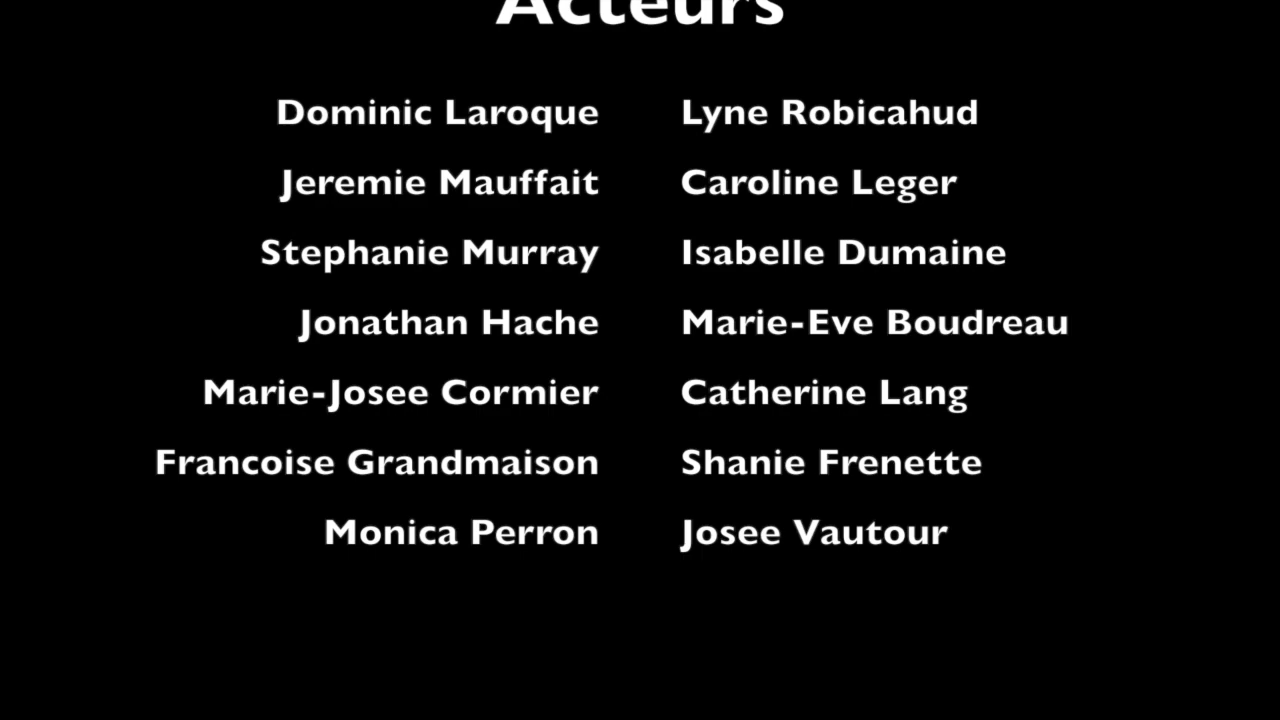 Acteurs
Dominic Laroque Lyne Robicahud
Jeremie Mauffait Caroline Leger
Stephanie Murray Isabelle Dumaine
Jonathan Hache Marie-Eve Boudreau
Marie-Josee Cormier Catherine Lang
Francoise Grandmaison Shanie Frenette
Monica Perron Josee Vautour